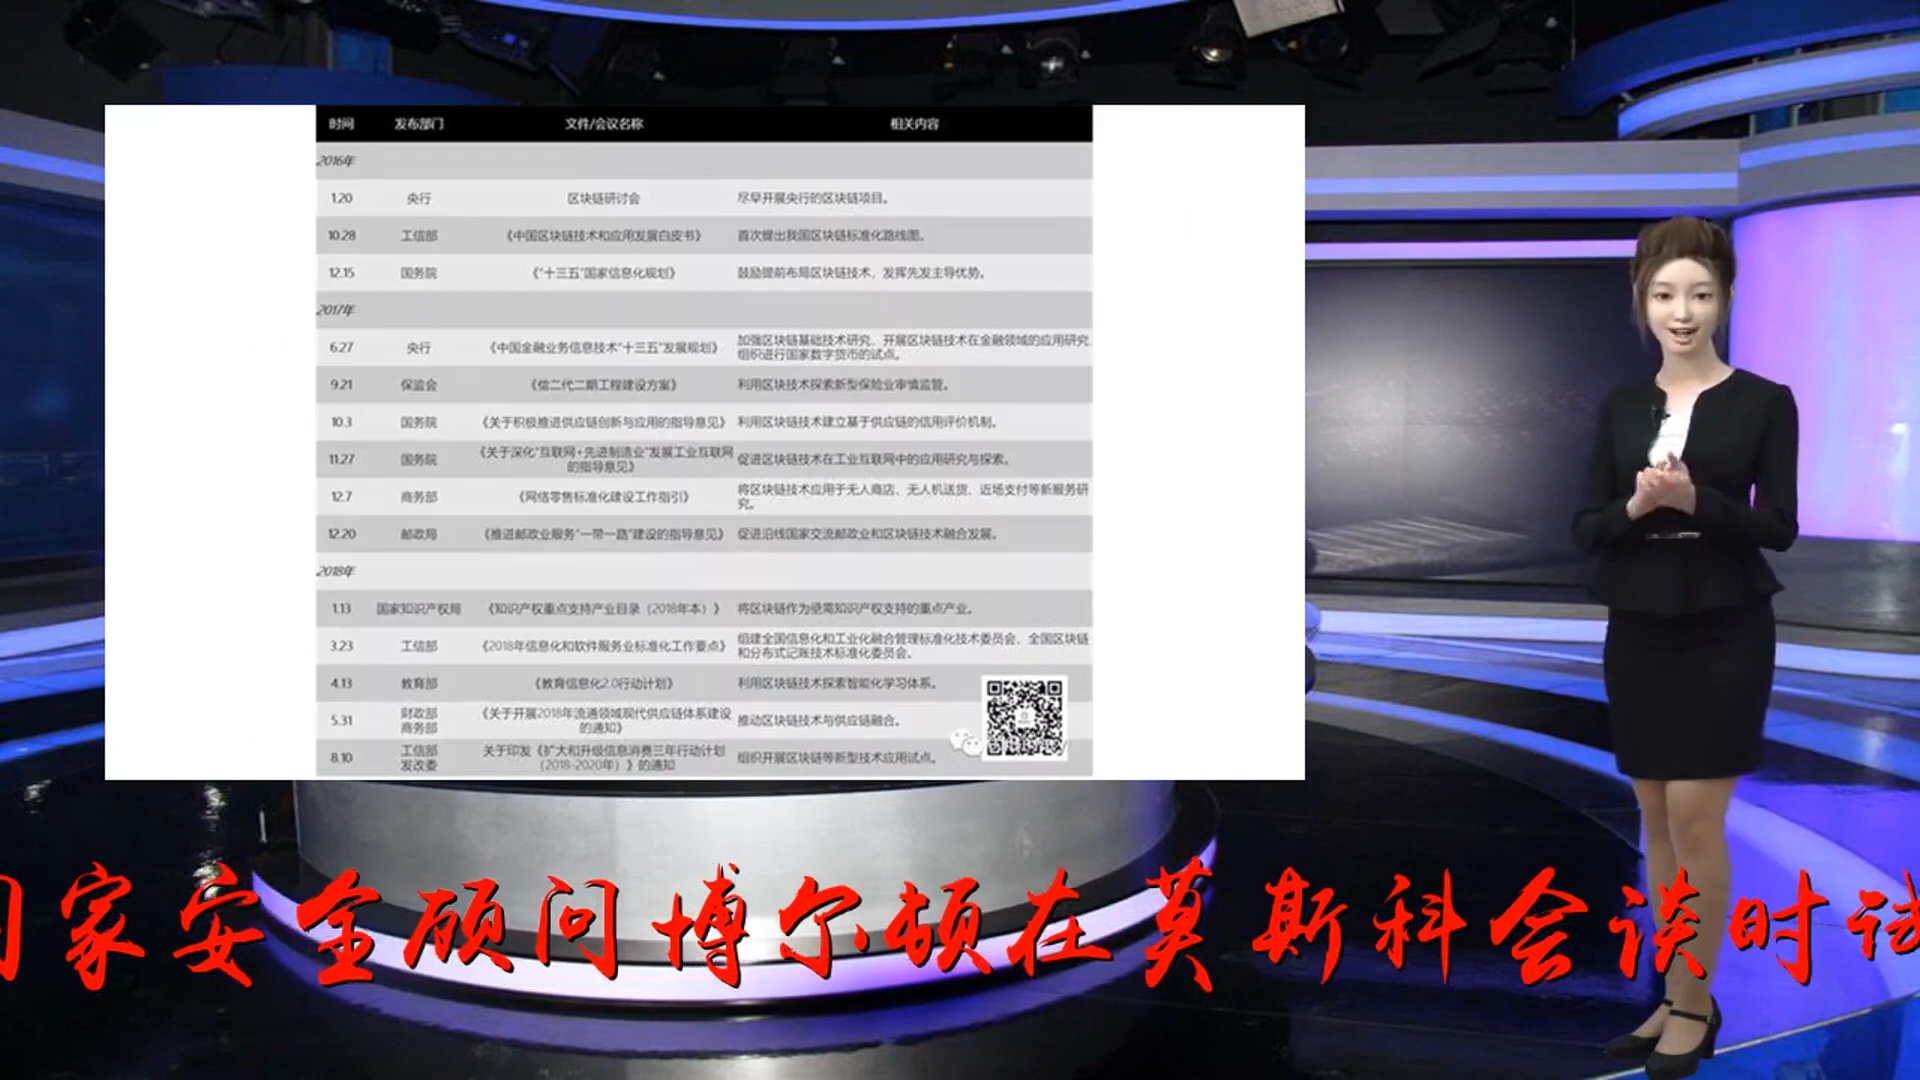 时间 发布部门 文件/会议名称 相关内容
2016年
1.20 央行 区块链研讨会 尽早开展央行的区块链项目。
10.28 工信部 《中国区块链技术和应用发展白皮书》 首次提出我国区块链标准化路线图。
12.15 国务院 《“十三五”国家信息化规划》 鼓励提前布局区块链技术，发挥先发主导优势。
2017年
6.27 央行 《中国金融业务信息技术“十三五”发展规划》 加强区块链基础技术研究，开展区块链技术在金融领域的应用研究，
组织进行国家数字货币的试点。
9.21 保监会 《偿二代二期工程建设方案》 利用区块技术探索新型保险业审慎监管。
10.3 国务院 《关于积极推进供应链创新与应用的指导意见》 利用区块链技术建立基于供应链的信用评价机制。
11.27 国务院 《关于深化“互联网+先进制造业”发展工业互联网
的指导意见》 促进区块链技术在工业互联网中的应用研究与探索。
12.7 商务部 《网络零售标准化建设工作指引》 将区块链技术应用于无人商店、无人机送货、近场支付等新服务研
究。
12.20 邮政局 《推进邮政业服务“一带一路”建设的指导意见》 促进沿线国家交流邮政业和区块链技术融合发展。
2018年
1.13 国家知识产权局 《知识产权重点支持产业目录（2018年本）》 将区块链作为亟需知识产权支持的重点产业。
3.23 工信部 《2018年信息化和软件服务业标准化工作要点》 组建全国信息化和工业化融合管理标准化技术委员会、全国区块链
和分布式记账技术标准化委员会。
4.13 教育部 《教育信息化2.0行动计划》 利用区块链技术探索智能化学习体系。
5.31 财政部 《关于开展2018年流通领域现代供应链体系建设
商务部 的通知》 推动区块链技术与供应链融合。
8.10 工信部 关于印发《扩大和升级信息消费三年行动计划
发改委 （2018-2020年）》的通知 组织开展区块链等新型技术应用试点。
国家安全顾问博尔顿在莫斯科会谈时试